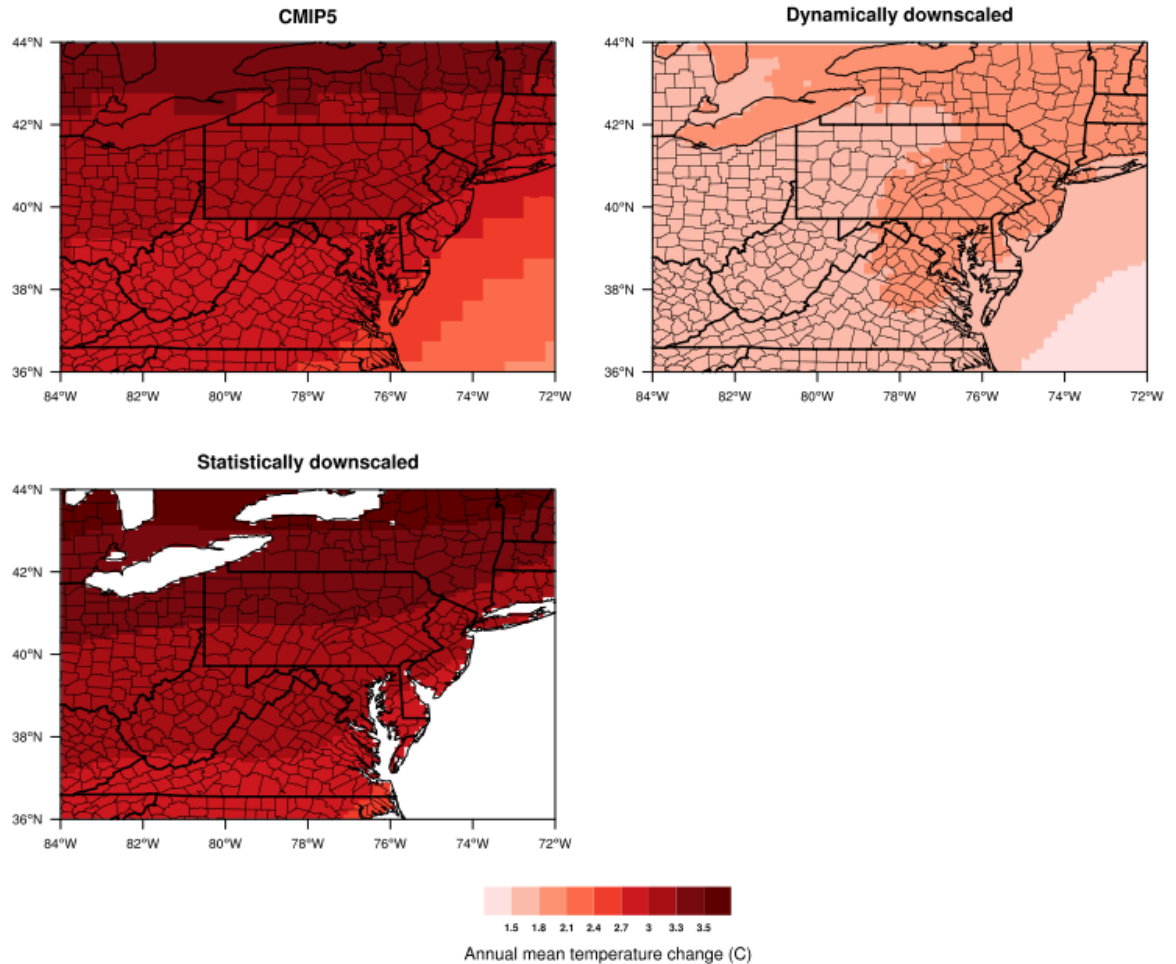 CMIP5
44°N
42°N
40°N
38°N
36°N
84°W 82°W 80°W 78°W 76°W 74°W 72°W
Dynamically downscaled
44°N
42°N
40°N
38°N
36°N
84°W 82°W 80°W 78°W 76°W 74°W 72°W
Statistically downscaled
44°N
42°N
40°N
38°N
36°N
84°W 82°W 80°W 78°W 76°W 74°W 72°W
1.5 1.8 2.1 2.4 2.7 3 3.3 3.5
Annual mean temperature change (C)